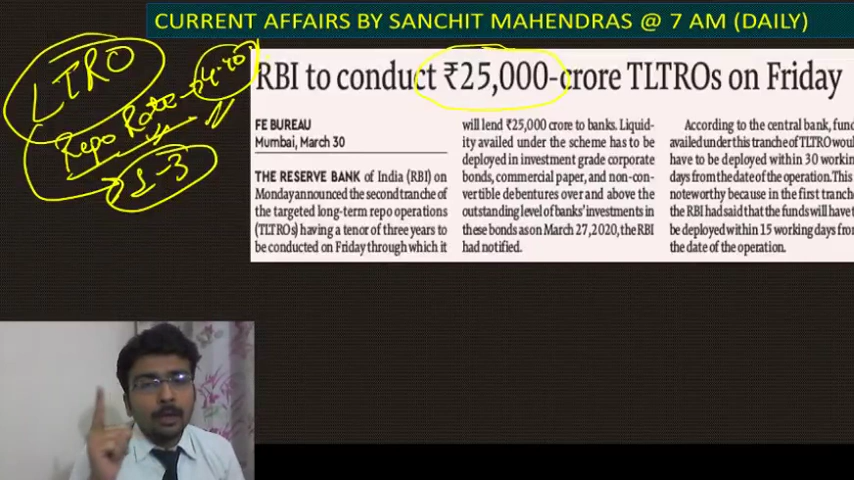 CURRENT AFFAIRS BY SANCHIT MAHENDRAS @ 7 AM (DAILY)
LTRO
Repo Rate - 4.40
1-3
RBI to conduct ₹25,000-crore TLTROs on Friday
FE BUREAU
Mumbai, March 30
THE RESERVE BANK of India (RBI) on
Monday announced the second tranche of
the targeted long-term repo operations
(TLTROs) having a tenor of three years to
be conducted on Friday through which it
will lend ₹25,000 crore to banks. Liquid-
ity availed under the scheme has to be
deployed in investment grade corporate
bonds, commercial paper, and non-con-
vertible debentures over and above the
outstanding level of banks' investments in
these bonds as on March 27, 2020, the RBI
had notified.
According to the central bank, fund
availed under this tranche of TLTRO wou
have to be deployed within 30 workin
days from the date of the operation. This
noteworthy because in the first tranch
the RBI had said that the funds will have t
be deployed within 15 working days fro
the date of the operation.